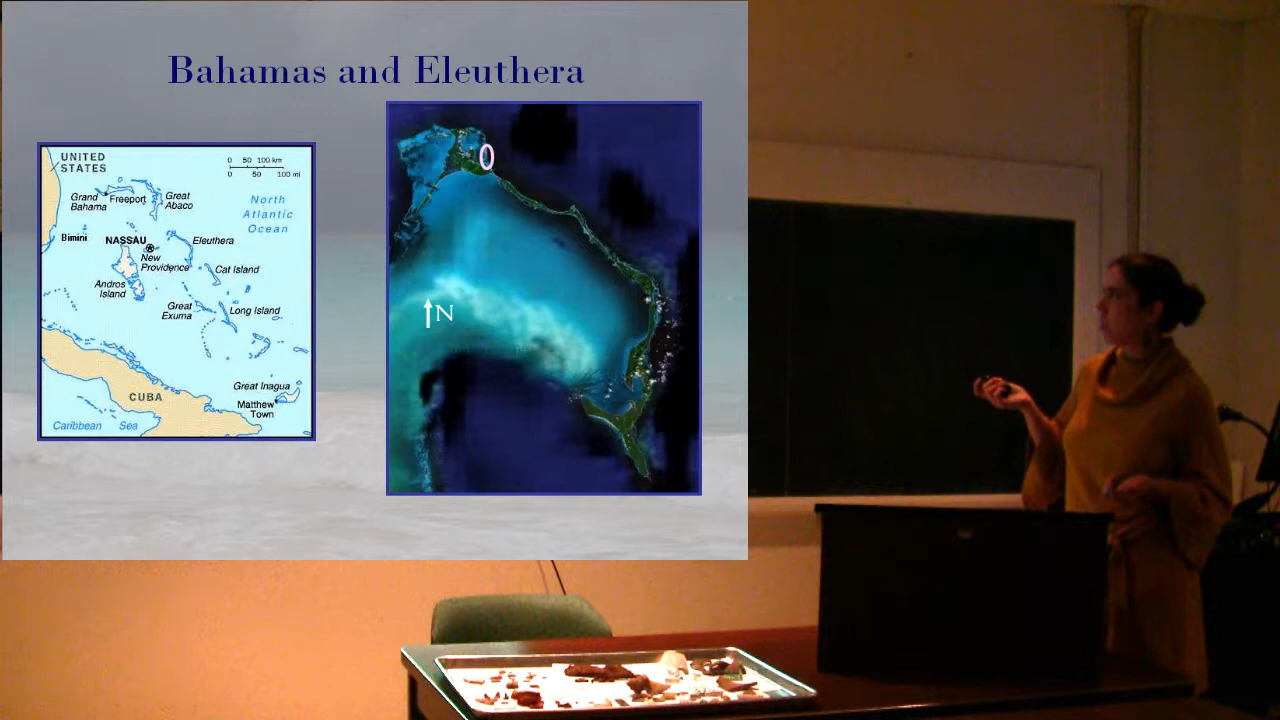 Bahamas and Eleuthera
UNITED
STATES
0 50 100 km
0 50 100 mi
Grand
Bahama
Freeport
Great
Abaco
North
Atlantic
Ocean
Bimini
NASSAU
Eleuthera
New
Providence
Cat Island
Andros
Island
Great
Exuma
Long Island
Great Inagua
Matthew
Town
CUBA
Caribbean Sea
N